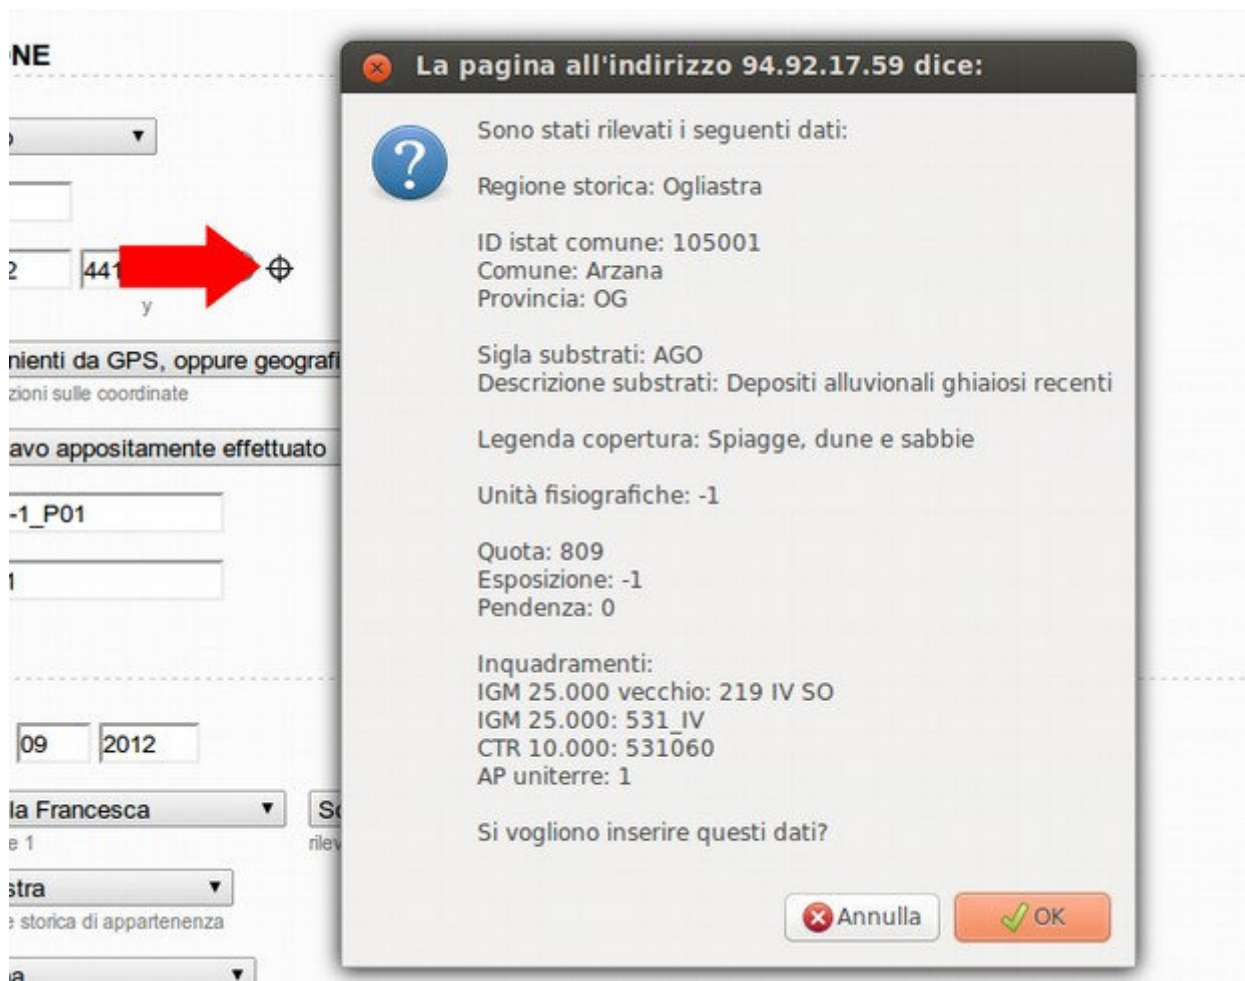 NE
La pagina all'indirizzo 94.92.17.59 dice:
Sono stati rilevati i seguenti dati:
Regione storica: Ogliastra
2
441
y
ID istat comune: 105001
Comune: Arzana
Provincia: OG
nienti da GPS, oppure geografi
zioni sulle coordinate
Sigla substrati: AGO
Descrizione substrati: Depositi alluvionali ghiaiosi recenti
avo appositamente effettuato
Legenda copertura: Spiagge, dune e sabbie
-1_P01
Unità fisiografiche: -1
1
Quota: 809
Esposizione: -1
Pendenza: 0
Inquadramenti:
IGM 25.000 vecchio: 219 IV SO
IGM 25.000: 531_IV
CTR 10.000: 531060
AP uniterre: 1
09 2012
la Francesca
e 1
rilev
Si vogliono inserire questi dati?
stra
e storica di appartenenza
Annulla OK